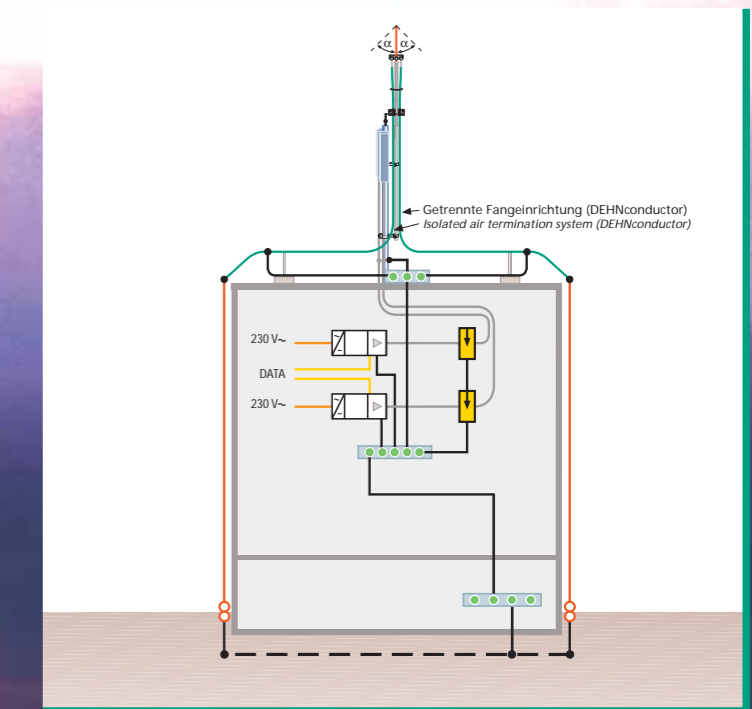 α α
Getrennte Fangeinrichtung (DEHNconductor)
Isolated air termination system (DEHNconductor)
230 V~
DATA
230 V~